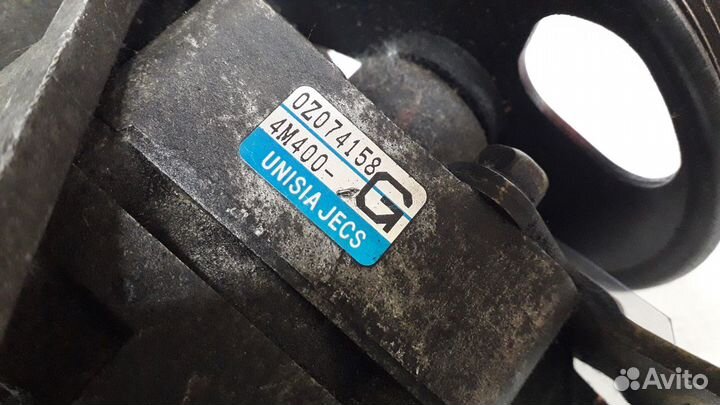 0Z074158
4M400-
G
UNISIA JECS
Avito